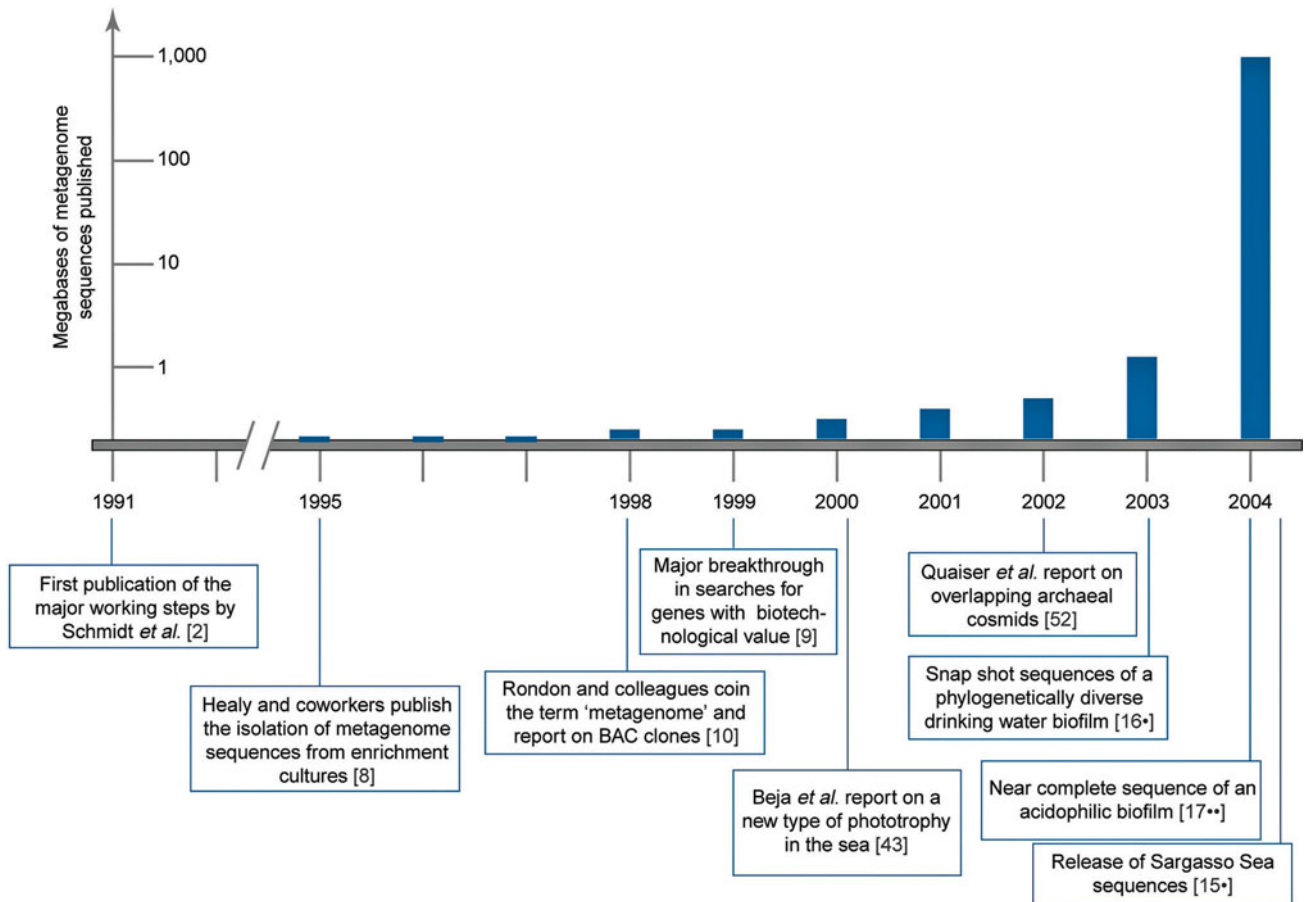 Megabases of metagenome
sequences published
1,000
100
10
1
1991
1995
1998
1999
2000
2001
2002
2003
2004
First publication of the
major working steps by
Schmidt et al. [2]
Healy and coworkers publish
the isolation of metagenome
sequences from enrichment
cultures [8]
Rondon and colleagues coin
the term ‘metagenome’ and
report on BAC clones [10]
Major breakthrough
in searches for
genes with biotech-
nological value [9]
Beja et al. report on a
new type of phototrophy
in the sea [43]
Quaiser et al. report on
overlapping archaeal
cosmids [52]
Snap shot sequences of a
phylogenetically diverse
drinking water biofilm [16•]
Near complete sequence of an
acidophilic biofilm [17••]
Release of Sargasso Sea
sequences [15•]